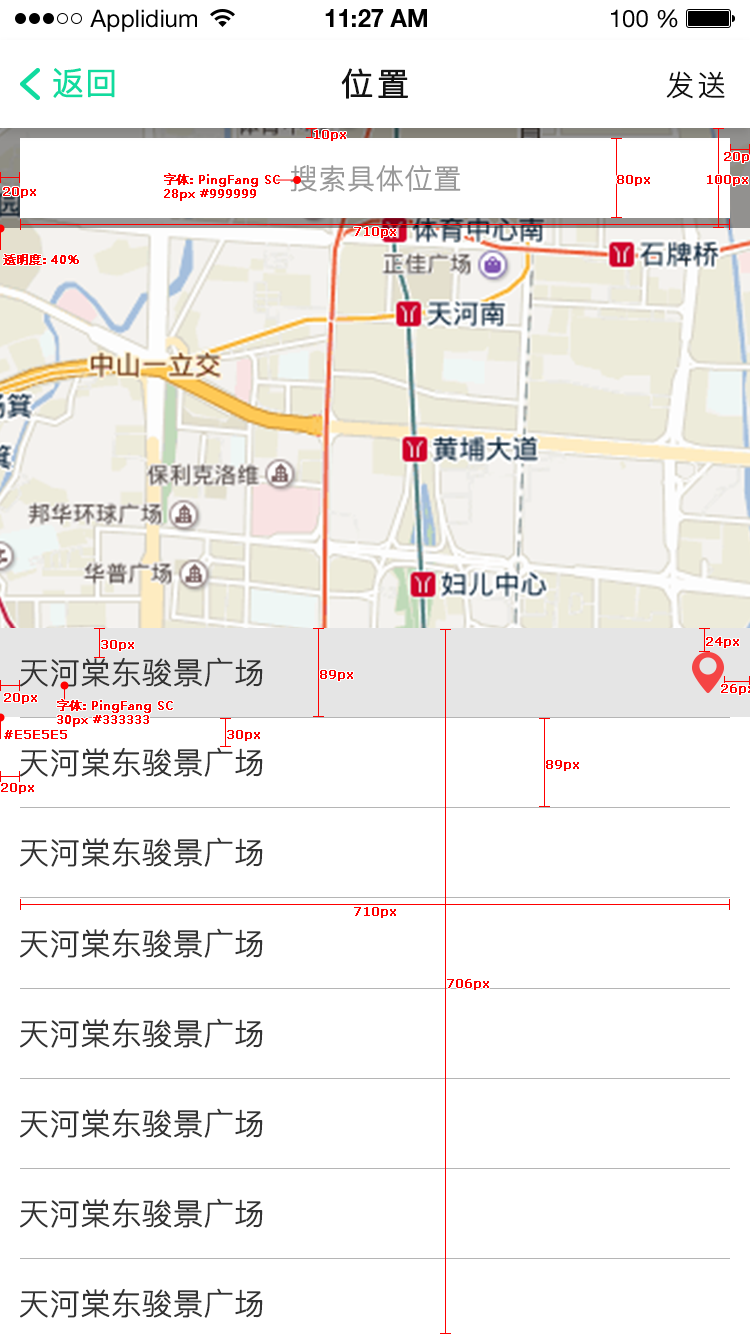 Applidium
11:27 AM
100 %
返回
位置
发送
10px
20px
字体: PingFang SC
28px #999999
搜索具体位置
80px
100px
20px
园
710px
体育中心南
透明度: 40%
正佳广场
石牌桥
天河南
中山一立交
黄埔大道
保利克洛维
邦华环球广场
华普广场
妇儿中心
30px
24px
天河棠东骏景广场
89px
26px
20px
字体: PingFang SC
30px #333333
#E5E5E5
30px
天河棠东骏景广场
89px
20px
天河棠东骏景广场
710px
天河棠东骏景广场
706px
天河棠东骏景广场
天河棠东骏景广场
天河棠东骏景广场
天河棠东骏景广场